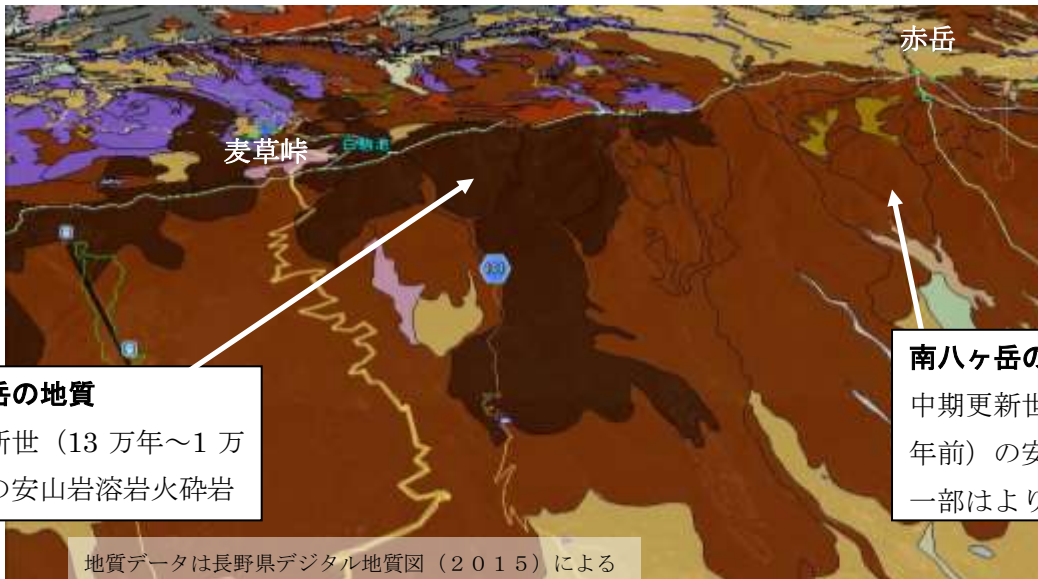 赤岳
麦草峠
白駒池
岳の地質
新世（13 万年～1 万
の安山岩溶岩火砕岩
南八ヶ岳の
中期更新世
年前）の安
一部はより
地質データは長野県デジタル地質図（２０１５）による